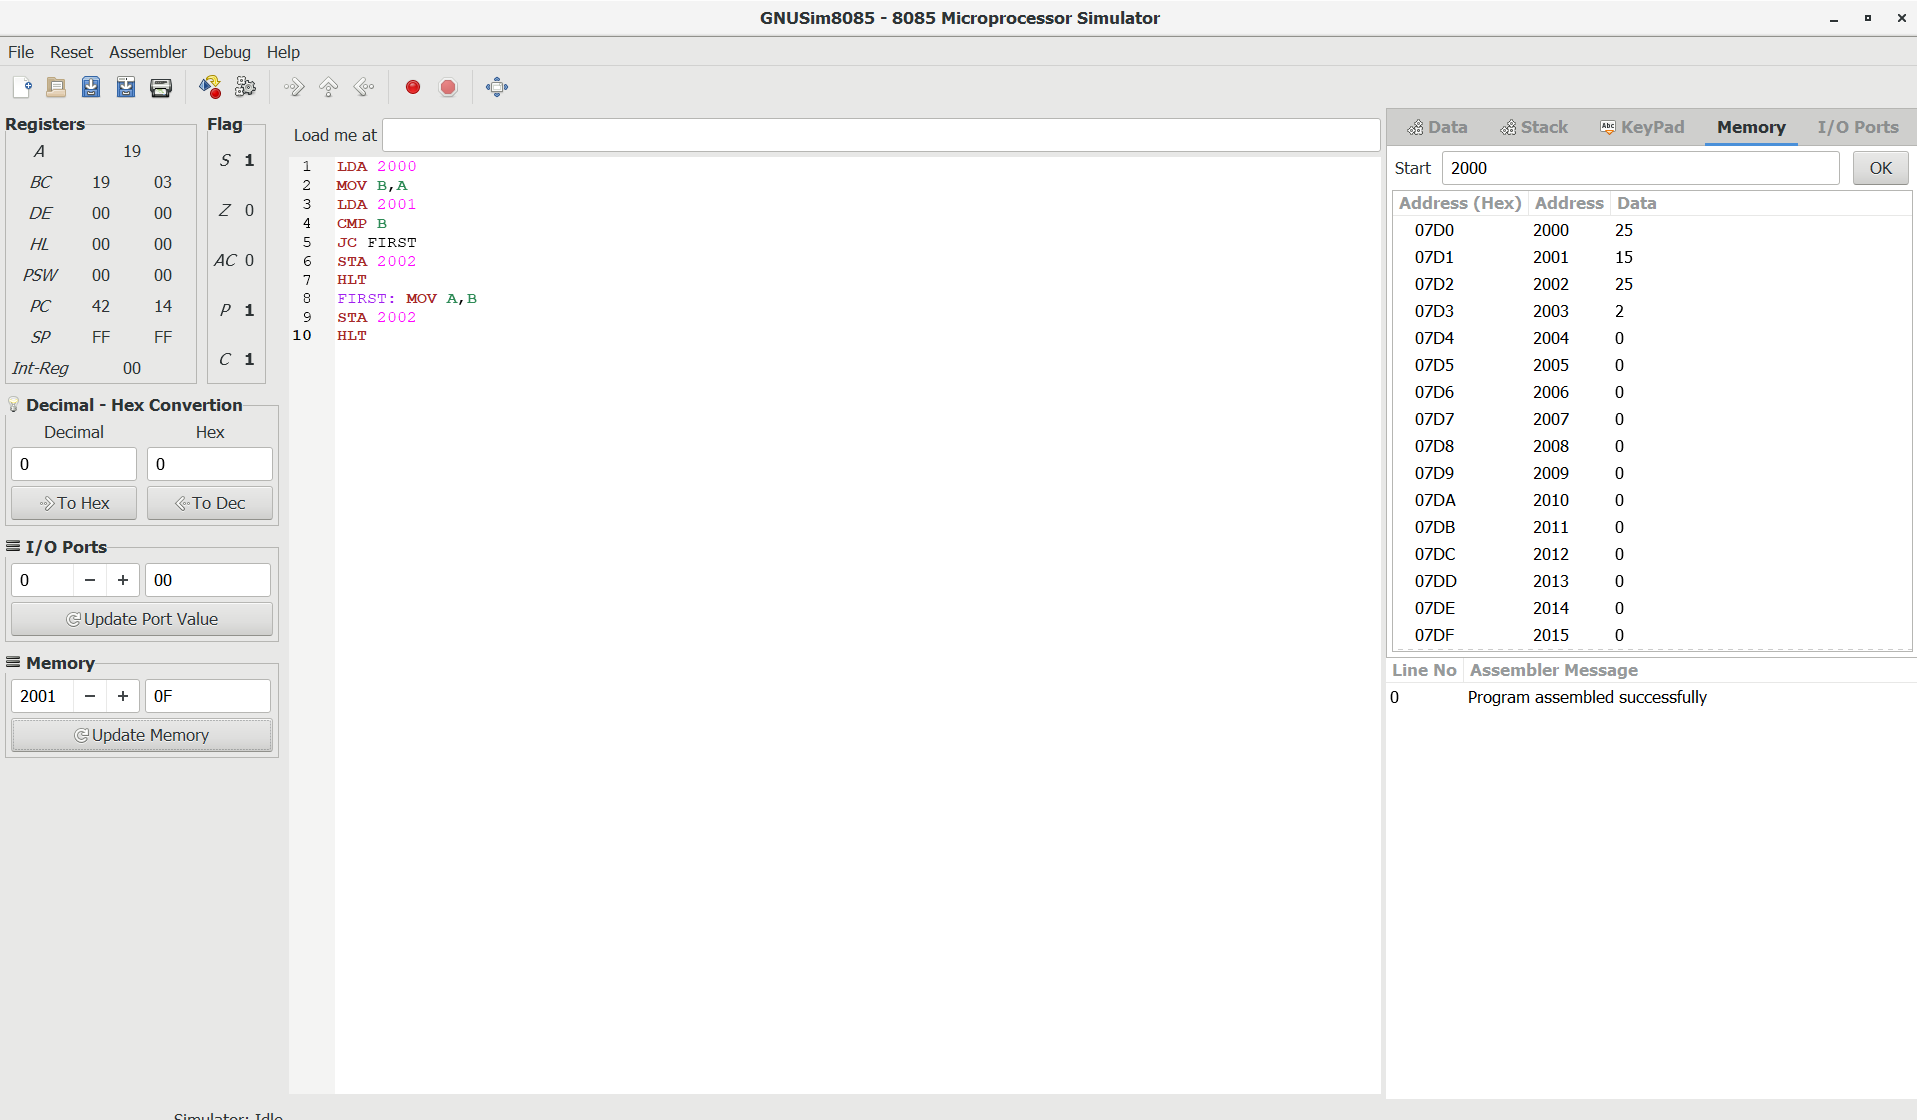 GNUSim8085 - 8085 Microprocessor Simulator
File Reset Assembler Debug Help
Registers
A 19
BC 19 03
DE 00 00
HL 00 00
PSW 00 00
PC 42 14
SP FF FF
Int-Reg 00
Flag
S 1
Z 0
AC 0
P 1
C 1
Decimal - Hex Convertion
Decimal Hex
0 0
To Hex To Dec
I/O Ports
0 − + 00
Update Port Value
Memory
2001 − + 0F
Update Memory
Load me at
1 LDA 2000
2 MOV B,A
3 LDA 2001
4 CMP B
5 JC FIRST
6 STA 2002
7 HLT
8 FIRST: MOV A,B
9 STA 2002
10 HLT
Data Stack Abc KeyPad Memory I/O Ports
Start 2000 OK
Address (Hex) Address Data
07D0 2000 25
07D1 2001 15
07D2 2002 25
07D3 2003 2
07D4 2004 0
07D5 2005 0
07D6 2006 0
07D7 2007 0
07D8 2008 0
07D9 2009 0
07DA 2010 0
07DB 2011 0
07DC 2012 0
07DD 2013 0
07DE 2014 0
07DF 2015 0
Line No Assembler Message
0 Program assembled successfully
Simulator: Idle